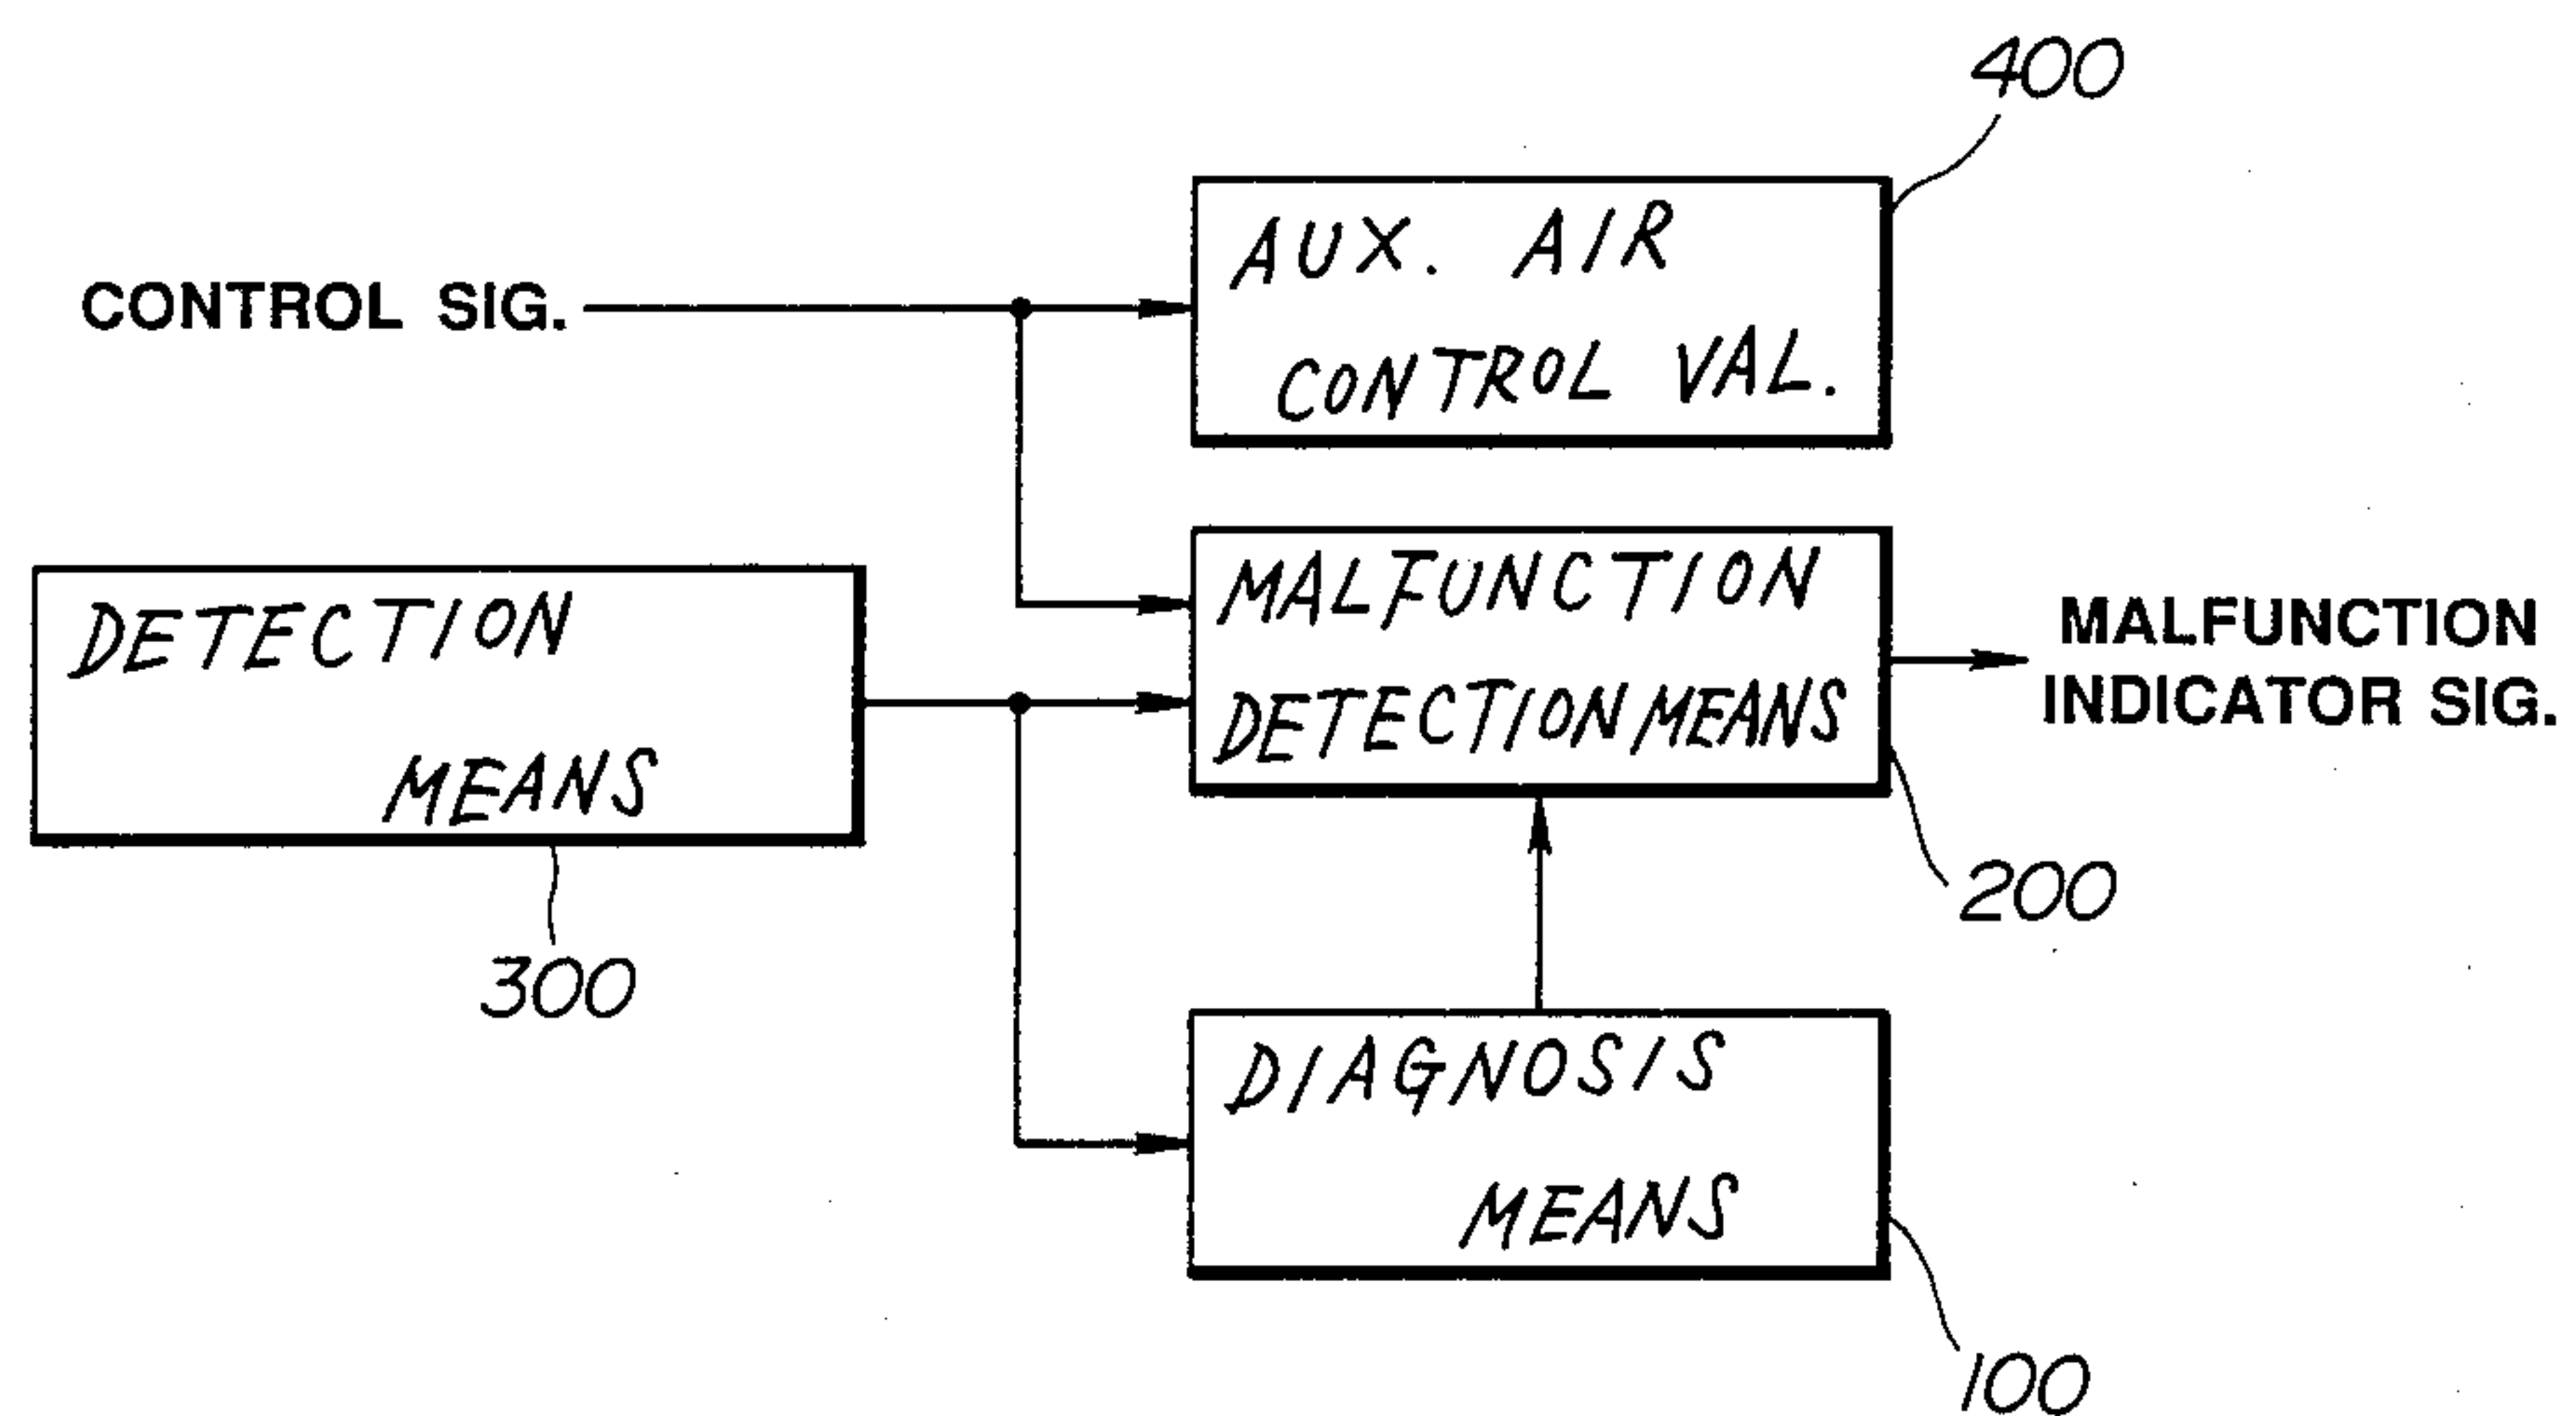 400
AUX. AIR
CONTROL VAL.
CONTROL SIG.
MALFUNCTION
DETECTION MEANS
DETECTION
MEANS
MALFUNCTION
INDICATOR SIG.
200
300
DIAGNOSIS
MEANS
100